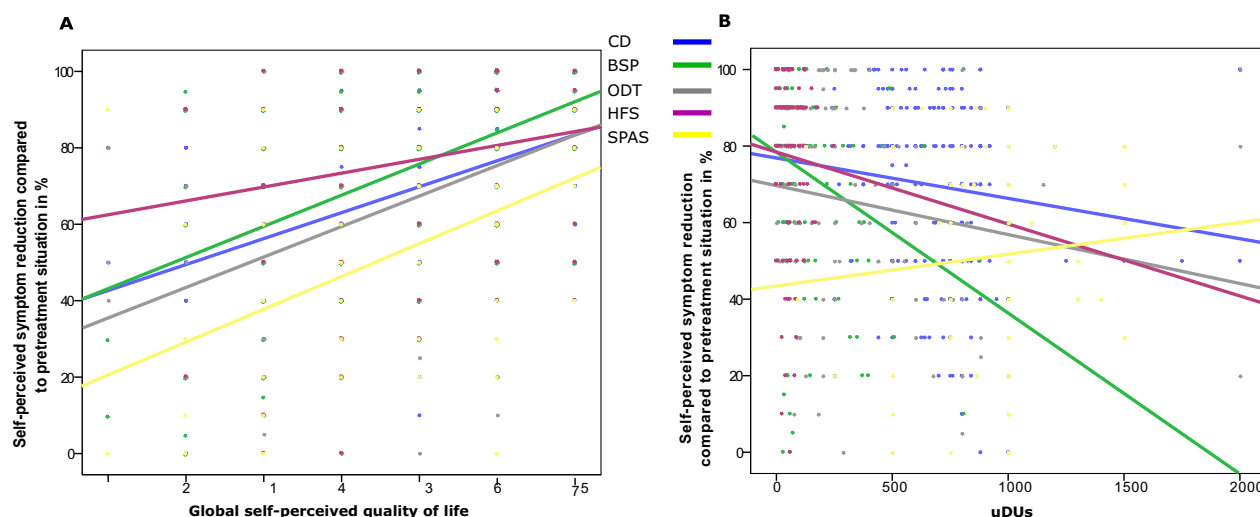 A
B
CD
BSP
ODT
HFS
SPAS
Self-perceived symptom reduction compared
to pretreatment situation in %
100
80
60
40
20
0
2
1
4
3
6
75
Global self-perceived quality of life
Self-perceived symptom reduction
compared to pretreatment situation in %
100
80
60
40
20
0
0
500
1000
1500
2000
uDUs